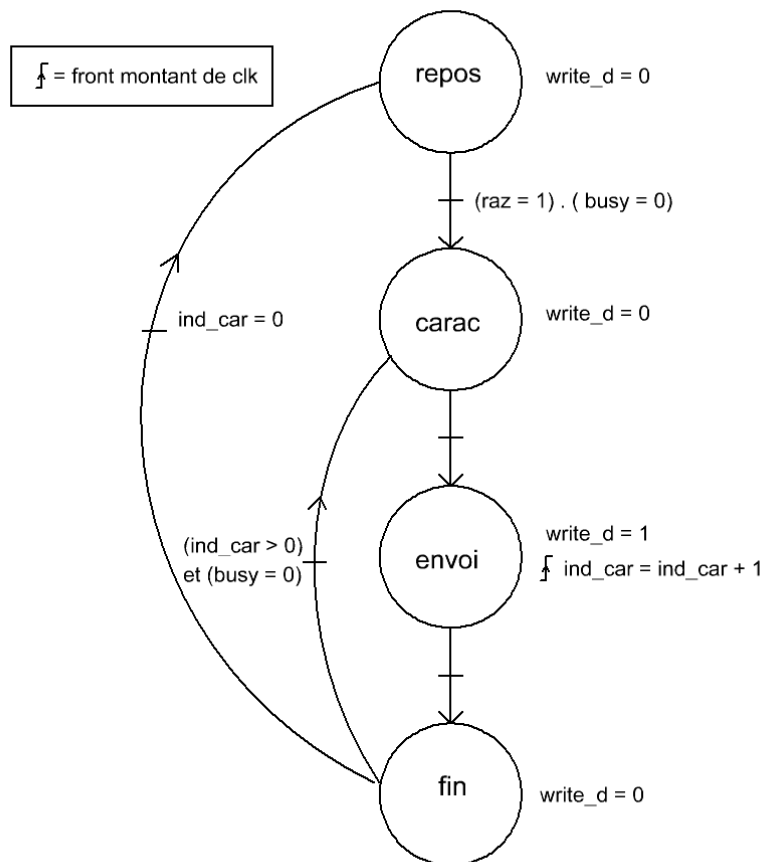 repos
write_d = 0
= front montant de clk
(raz = 1) . ( busy = 0)
carac
write_d = 0
ind_car = 0
write_d = 1
(ind_car > 0)
et (busy = 0)
envoi
ind_car = ind_car + 1
fin
write_d = 0